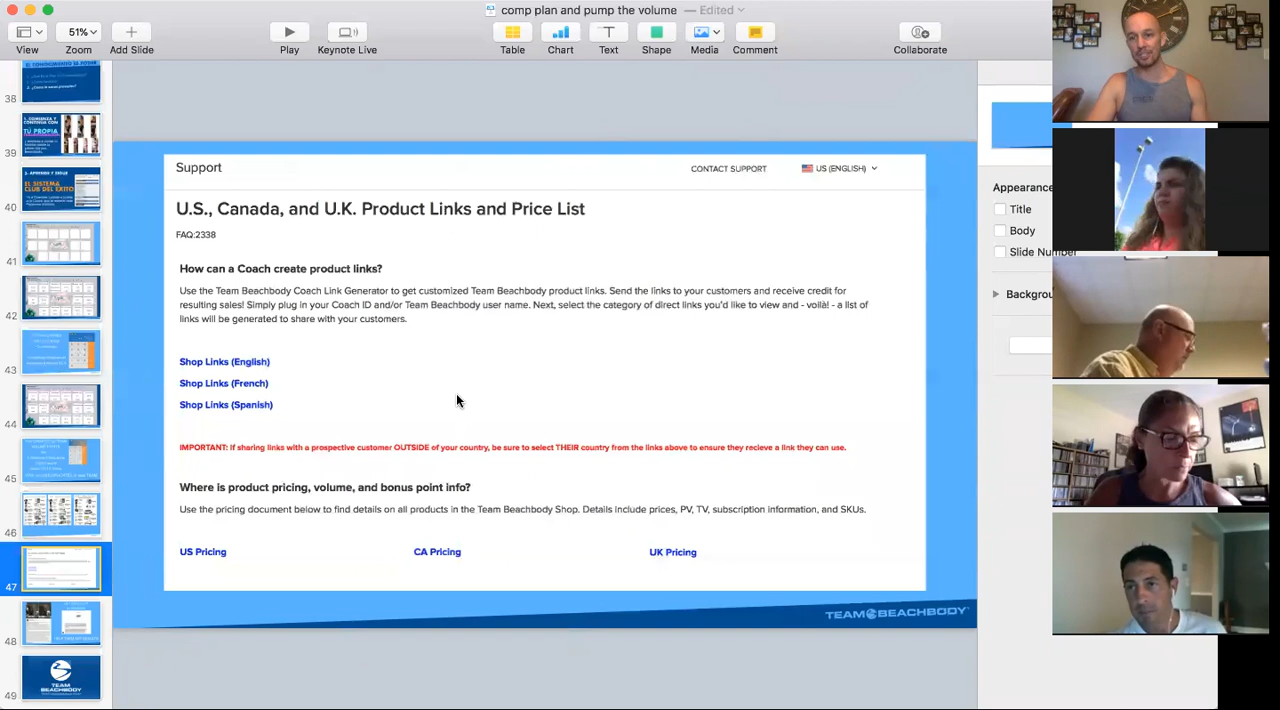 comp plan and pump the volume — Edited
51%
View
Zoom
Add Slide
Play
Keynote Live
Table
Chart
Text
Shape
Media
Comment
Collaborate
38
39
40
41
42
43
44
45
46
47
48
49
EL SISTEMA
TEAM
BEACHBODY
Support
CONTACT SUPPORT
US (ENGLISH)
U.S., Canada, and U.K. Product Links and Price List
FAQ:2338
How can a Coach create product links?
Use the Team Beachbody Coach Link Generator to get customized Team Beachbody product links. Send the links to your customers and receive credit for
resulting sales! Simply plug in your Coach ID and/or Team Beachbody user name. Next, select the category of direct links you'd like to view and - voilà! - a list of
links will be generated to share with your customers.
Shop Links (English)
Shop Links (French)
Shop Links (Spanish)
IMPORTANT: If sharing links with a prospective customer OUTSIDE of your country, be sure to select THEIR country from the links above to ensure they recieve a link they can use.
Where is product pricing, volume, and bonus point info?
Use the pricing document below to find details on all products in the Team Beachbody Shop. Details include prices, PV, TV, subscription information, and SKUs.
US Pricing
CA Pricing
UK Pricing
TEAM BEACHBODY
Appearance
Title
Body
Slide Number
Backgrou